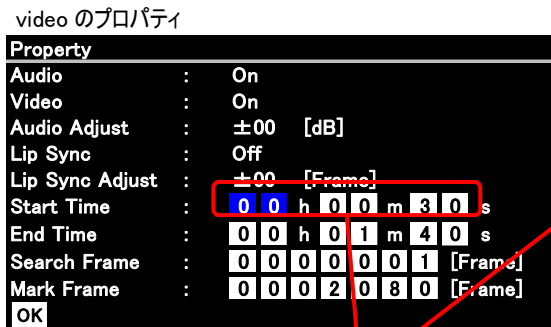 video のプロパティ
Property
Audio : On
Video : On
Audio Adjust : ±00 [dB]
Lip Sync : Off
Lip Sync Adjust : ±00 [Frame]
Start Time : 00 h 00 m 30 s
End Time : 00 h 01 m 40 s
Search Frame : 0000001 [Frame]
Mark Frame : 0002080 [Frame]
OK